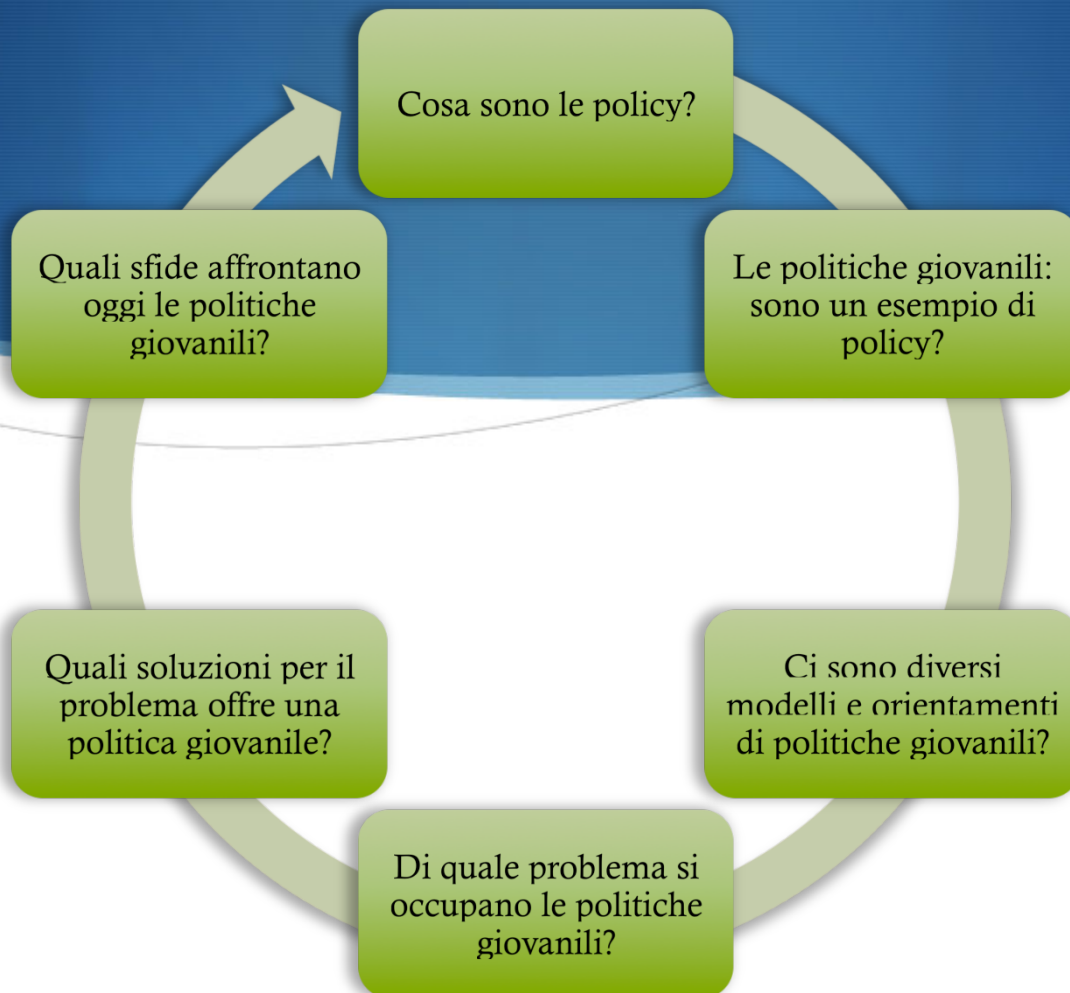 Cosa sono le policy?
Le politiche giovanili:
sono un esempio di
policy?
Ci sono diversi
modelli e orientamenti
di politiche giovanili?
Di quale problema si
occupano le politiche
giovanili?
Quali soluzioni per il
problema offre una
politica giovanile?
Quali sfide affrontano
oggi le politiche
giovanili?